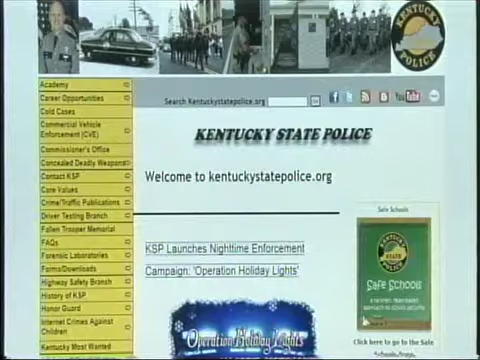 KENTUCKY
POLICE
Search Kentuckystatepolice.org
You Tube
Academy
Career Opportunities
Cold Cases
Commercial Vehicle
Enforcement (CVE)
Commissioner's Office
Concealed Deadly Weapons
Contact KSP
Core Values
Crime/Traffic Publications
Driver Testing Branch
Fallen Trooper Memorial
FAQs
Forensic Laboratories
Forms/Downloads
Highway Safety Branch
History of KSP
Honor Guard
Internet Crimes Against
Children
Kentucky Most Wanted
KENTUCKY STATE POLICE
Welcome to kentuckystatepolice.org
KSP Launches Nighttime Enforcement
Campaign: 'Operation Holiday Lights'
Operation Holiday Lights
Safe Schools
KENTUCKY
STATE
POLICE
Safe Schools
Click here to go to the Safe